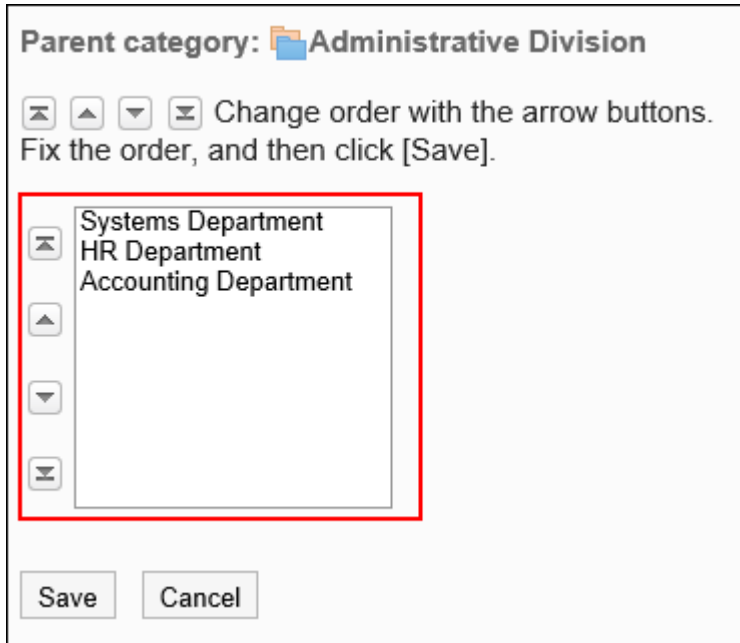 Parent category: Administrative Division
Change order with the arrow buttons.
Fix the order, and then click [Save].
Systems Department
HR Department
Accounting Department
Save
Cancel